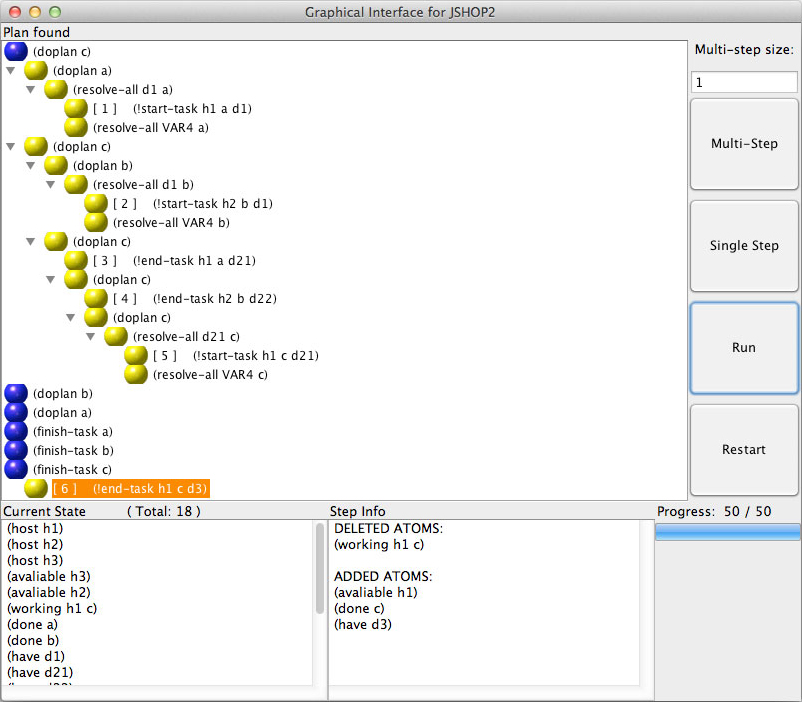 Graphical Interface for JSHOP2
Plan found
(doplan c)
(doplan a)
(resolve-all d1 a)
[ 1 ] (!start-task h1 a d1)
(resolve-all VAR4 a)
(doplan c)
(doplan b)
(resolve-all d1 b)
[ 2 ] (!start-task h2 b d1)
(resolve-all VAR4 b)
(doplan c)
[ 3 ] (!end-task h1 a d21)
(doplan c)
[ 4 ] (!end-task h2 b d22)
(doplan c)
(resolve-all d21 c)
[ 5 ] (!start-task h1 c d21)
(resolve-all VAR4 c)
(doplan b)
(doplan a)
(finish-task a)
(finish-task b)
(finish-task c)
[ 6 ] (!end-task h1 c d3)
Multi-step size:
1
Multi-Step
Single Step
Run
Restart
Current State ( Total: 18 )
(host h1)
(host h2)
(host h3)
(avaliable h3)
(avaliable h2)
(working h1 c)
(done a)
(done b)
(have d1)
(have d21)
Step Info
DELETED ATOMS:
(working h1 c)
ADDED ATOMS:
(avaliable h1)
(done c)
(have d3)
Progress: 50 / 50